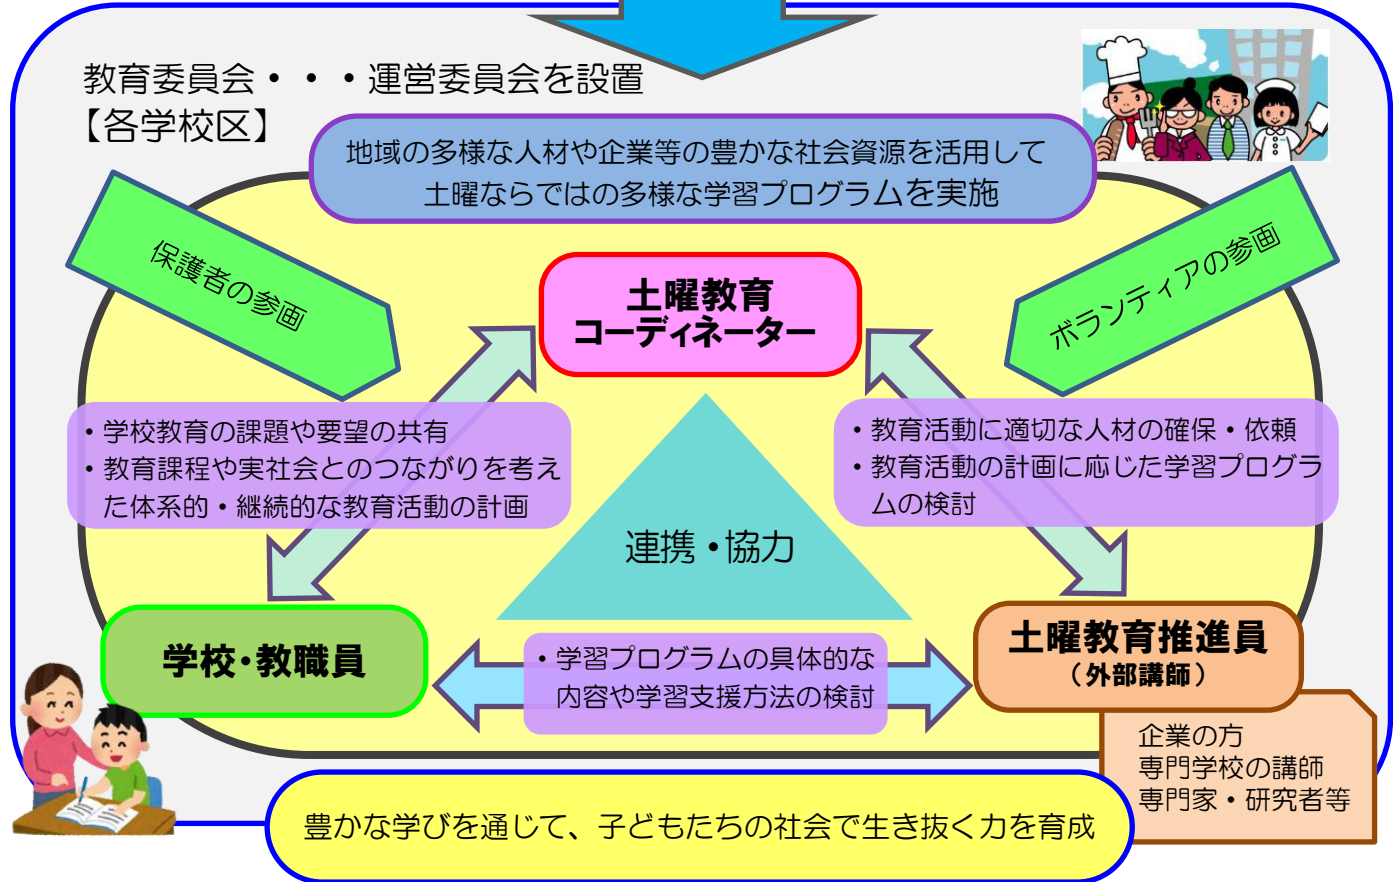 教育委員会・・・運営委員会を設置
【各学校区】
地域の多様な人材や企業等の豊かな社会資源を活用して
土曜ならではの多様な学習プログラムを実施
保護者の参画
ボランティアの参画
土曜教育
コーディネーター
・学校教育の課題や要望の共有
・教育課程や実社会とのつながりを考え
た体系的・継続的な教育活動の計画
・教育活動に適切な人材の確保・依頼
・教育活動の計画に応じた学習プログラ
ムの検討
連携・協力
学校・教職員
・学習プログラムの具体的な
内容や学習支援方法の検討
土曜教育推進員
（外部講師）
企業の方
専門学校の講師
専門家・研究者等
豊かな学びを通じて、子どもたちの社会で生き抜く力を育成